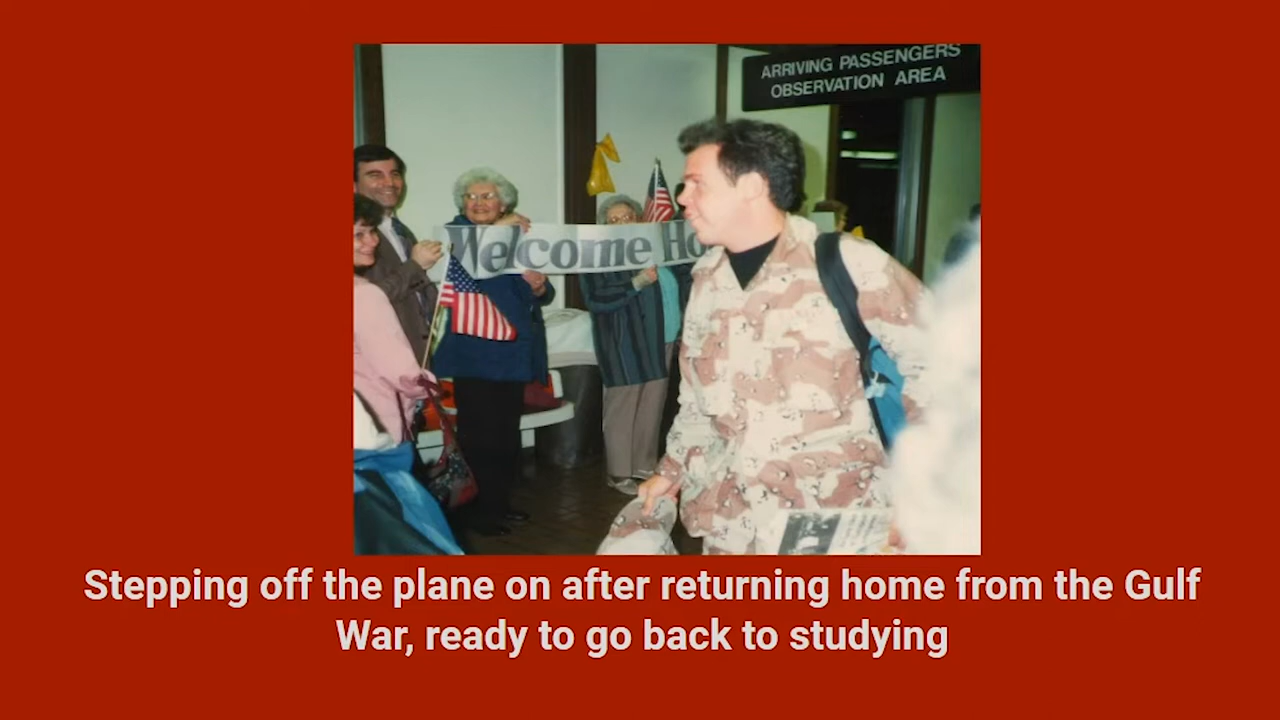 ARRIVING PASSENGERS
OBSERVATION AREA
Welcome Ho
Stepping off the plane on after returning home from the Gulf
War, ready to go back to studying